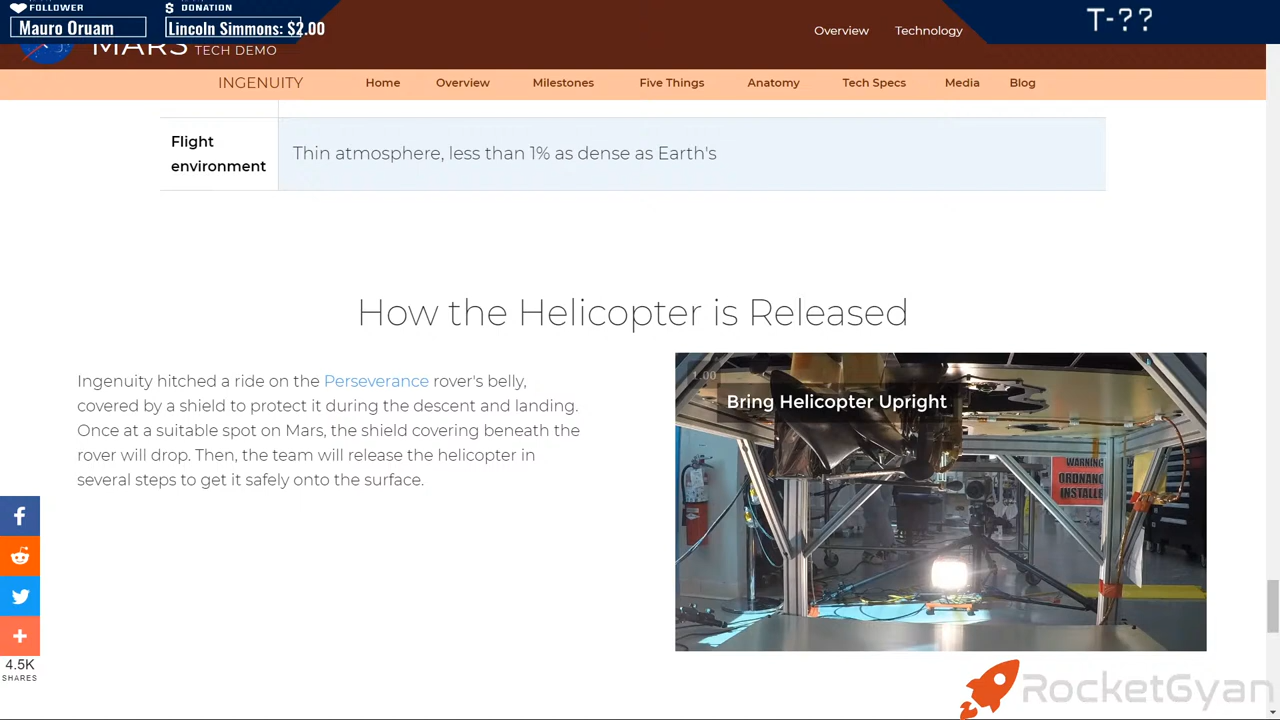 FOLLOWER
Mauro Oruam
DONATION
Lincoln Simmons: $2.00
T-??
MARS
TECH DEMO
Overview
Technology
INGENUITY
Home
Overview
Milestones
Five Things
Anatomy
Tech Specs
Media
Blog
Flight
environment
Thin atmosphere, less than 1% as dense as Earth's
How the Helicopter is Released
Ingenuity hitched a ride on the Perseverance rover's belly,
covered by a shield to protect it during the descent and landing.
Once at a suitable spot on Mars, the shield covering beneath the
rover will drop. Then, the team will release the helicopter in
several steps to get it safely onto the surface.
1.00
Bring Helicopter Upright
WARNING
ORDNANCE
INSTALLED
4.5K
SHARES
RocketGyan